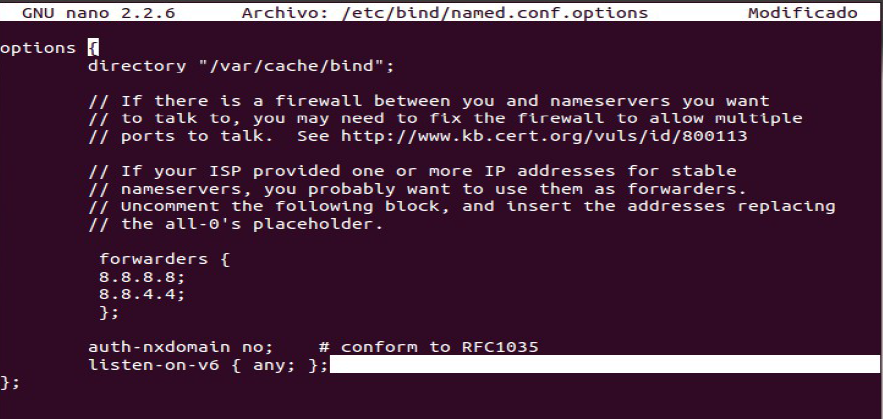 GNU nano 2.2.6 Archivo: /etc/bind/named.conf.options Modificado
options {
directory "/var/cache/bind";
// If there is a firewall between you and nameservers you want
// to talk to, you may need to fix the firewall to allow multiple
// ports to talk. See http://www.kb.cert.org/vuls/id/800113
// If your ISP provided one or more IP addresses for stable
// nameservers, you probably want to use them as forwarders.
// Uncomment the following block, and insert the addresses replacing
// the all-0's placeholder.
forwarders {
8.8.8.8;
8.8.4.4;
};
auth-nxdomain no; # conform to RFC1035
listen-on-v6 { any; };
};